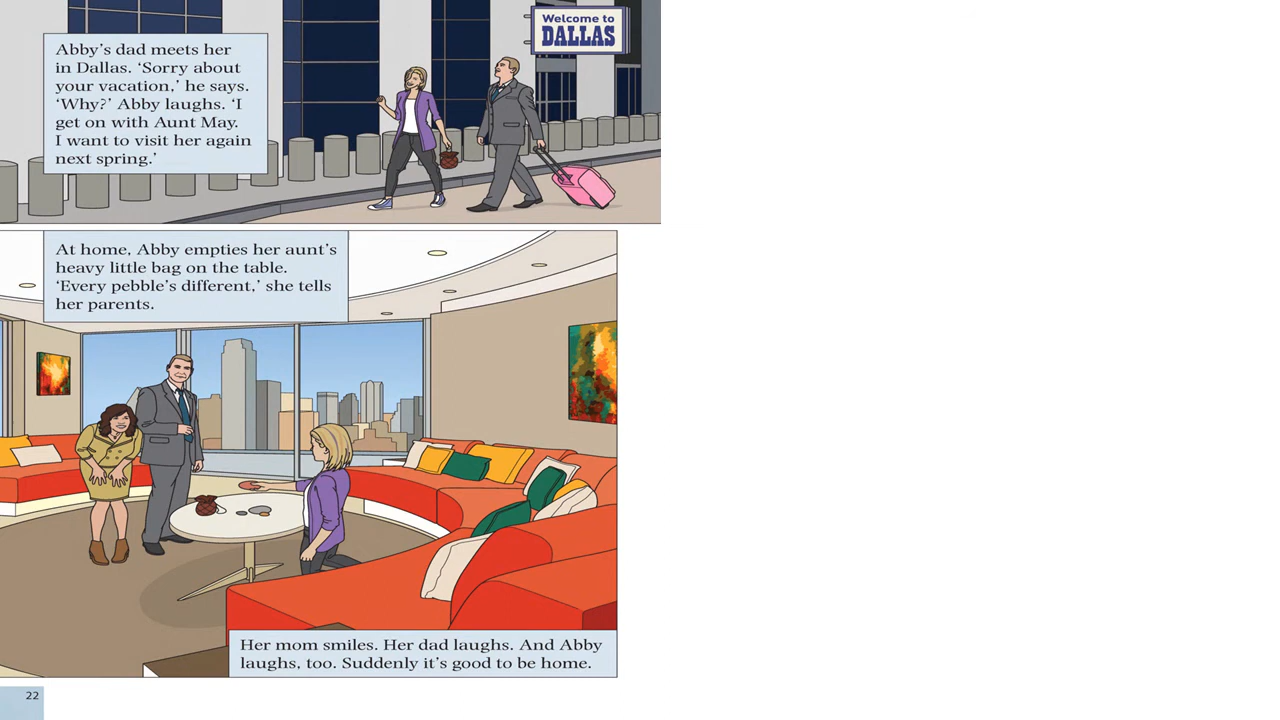 Welcome to
DALLAS
Abby's dad meets her
in Dallas. ‘Sorry about
your vacation,’ he says.
‘Why?’ Abby laughs. ‘I
get on with Aunt May.
I want to visit her again
next spring.’
At home, Abby empties her aunt's
heavy little bag on the table.
‘Every pebble's different,’ she tells
her parents.
Her mom smiles. Her dad laughs. And Abby
laughs, too. Suddenly it's good to be home.
22